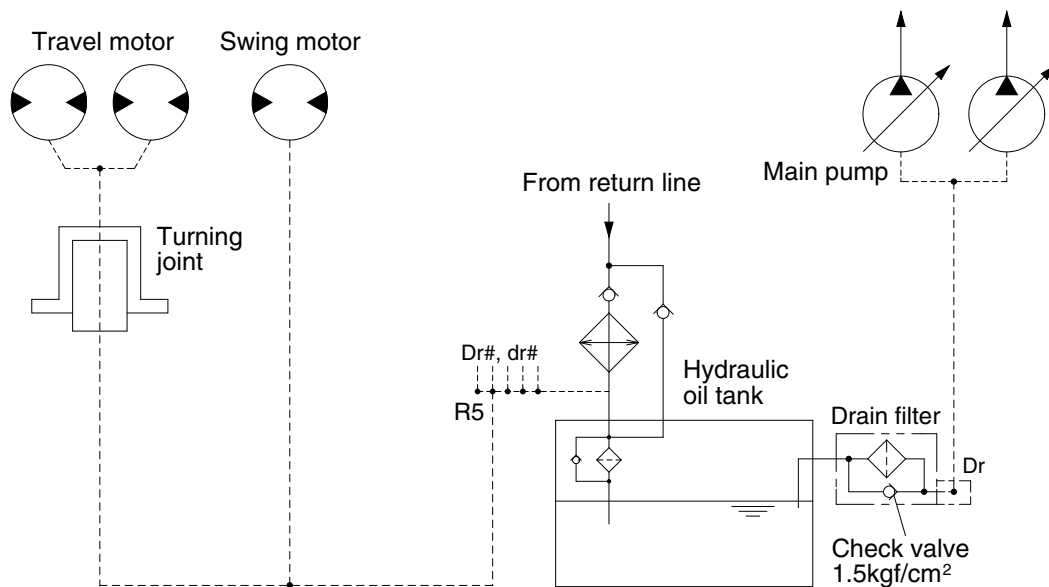 Travel motor
Swing motor
Main pump
From return line
Turning
joint
Dr#, dr#
R5
Hydraulic
oil tank
Drain filter
Dr
Check valve
1.5kgf/cm²